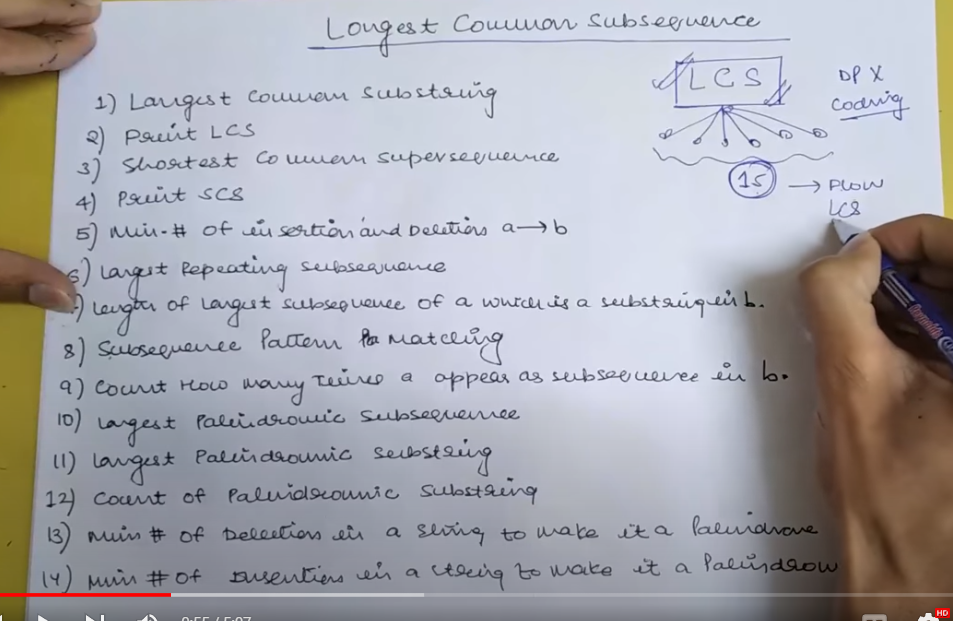 Longest Common Subsequence
LCS
DP X
Coding
15 → FLOW
LCS
1) Largest Common Substring
2) Print LCS
3) Shortest Common Supersequence
4) Print SCS
5) Min # of insertion and Deletions a→b
6) Largest Repeating subsequence
) length of largest subsequence of a which is a substring in b.
8) Subsequence Pattern Matching
9) Count How many Times a appear as subsequence in b.
10) largest Palindromic Subsequence
11) largest Palindromic Substring
12) Count of Palindromic Substring
13) Min # of Deletion in a string to make it a Palindrome
14) Min # of Insertion in a string to make it a Palindrom
Reynolds
0:55 / 5:07
HD